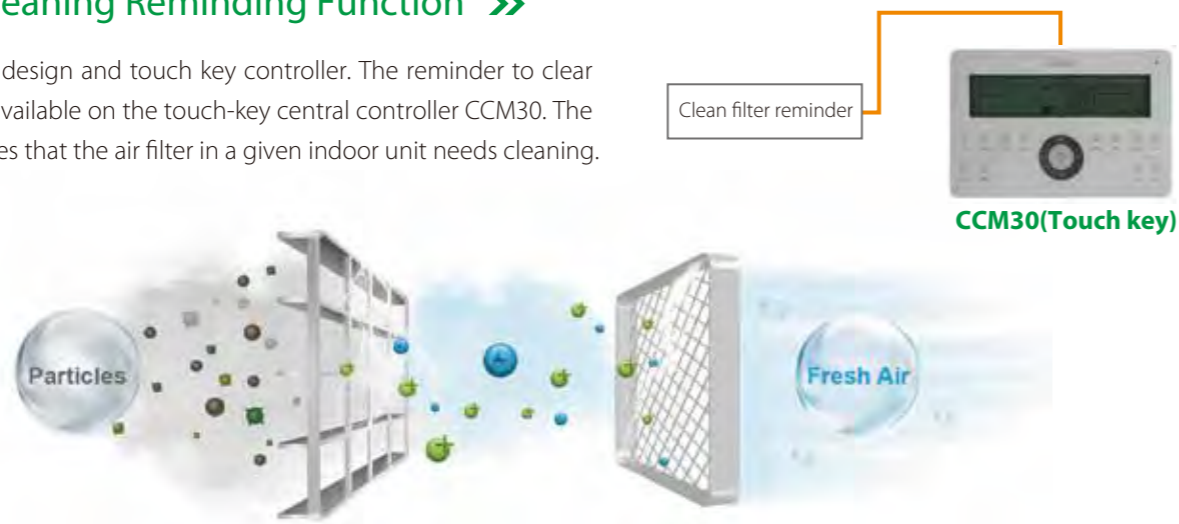 eaning Reminding Function »
design and touch key controller. The reminder to clear
vailable on the touch-key central controller CCM30. The
es that the air filter in a given indoor unit needs cleaning.
Clean filter reminder
CCM30(Touch key)
Particles
Fresh Air